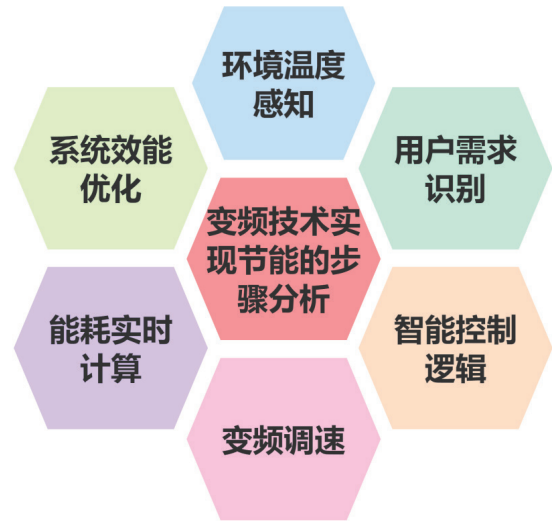 环境温度
感知
用户需求
识别
智能控制
逻辑
变频调速
能耗实时
计算
系统效能
优化
变频技术实
现节能的步
骤分析